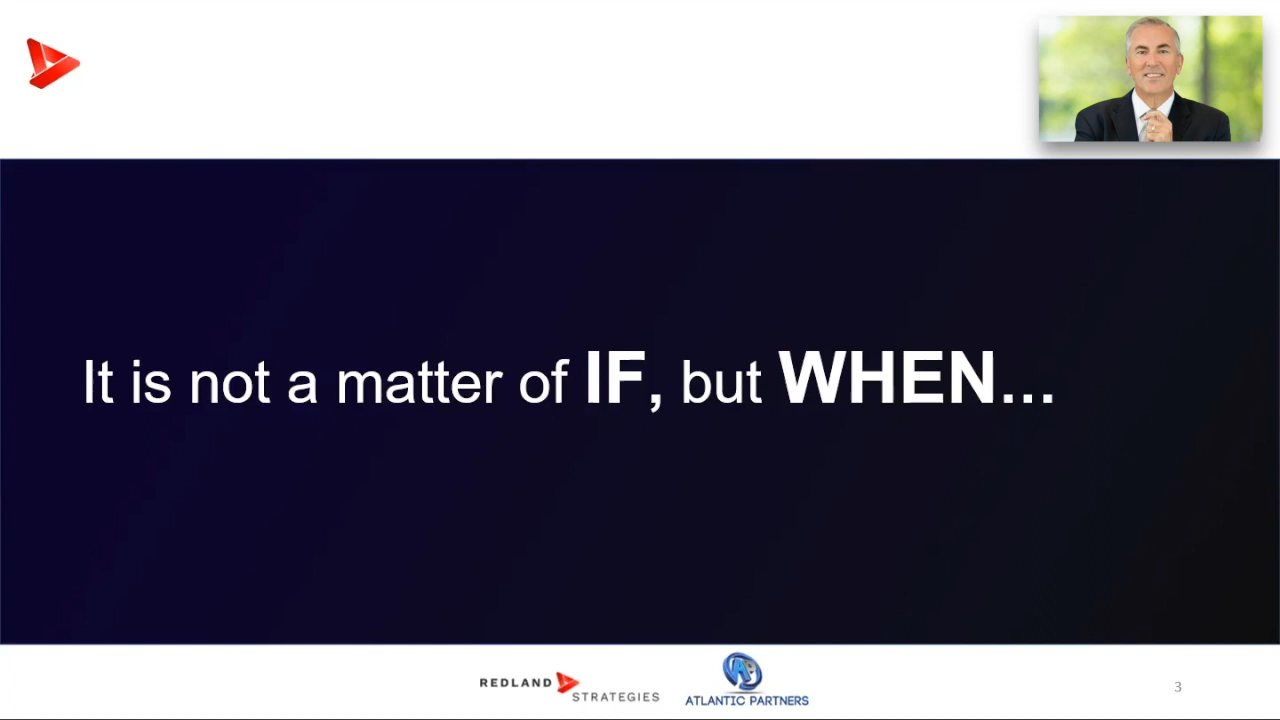 It is not a matter of IF, but WHEN...
REDLAND
STRATEGIES
ATLANTIC PARTNERS
3